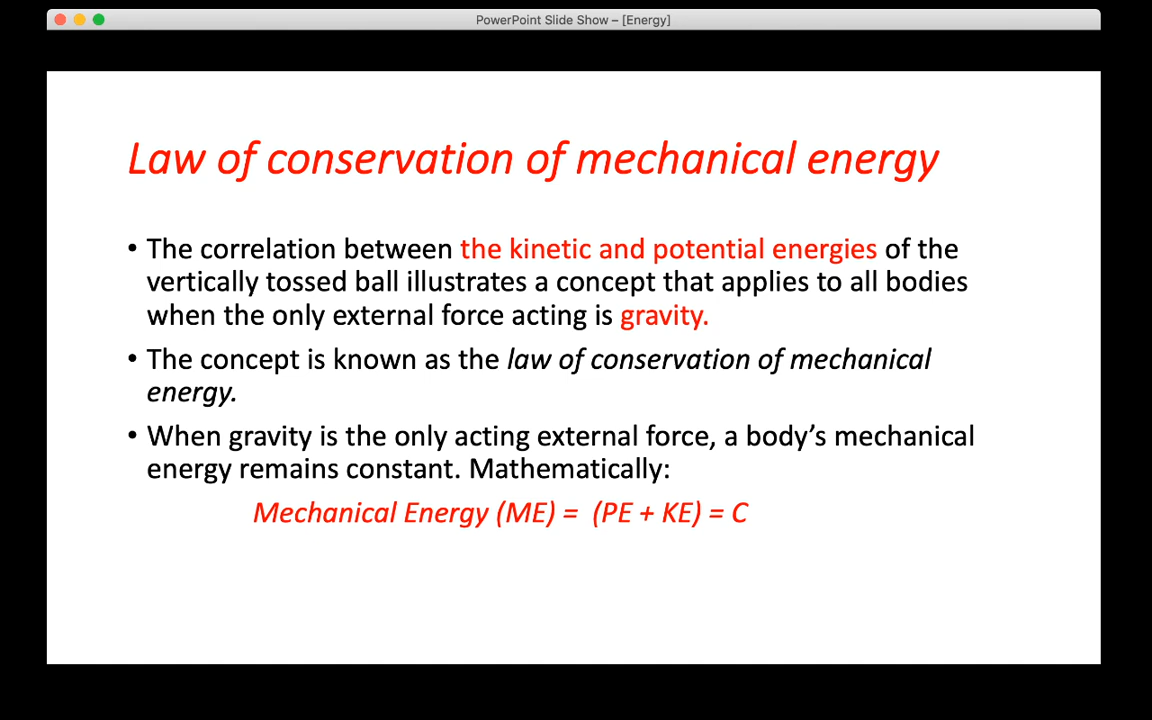 PowerPoint Slide Show – [Energy]
Law of conservation of mechanical energy
• The correlation between the kinetic and potential energies of the
vertically tossed ball illustrates a concept that applies to all bodies
when the only external force acting is gravity.
• The concept is known as the law of conservation of mechanical
energy.
• When gravity is the only acting external force, a body’s mechanical
energy remains constant. Mathematically:
Mechanical Energy (ME) = (PE + KE) = C